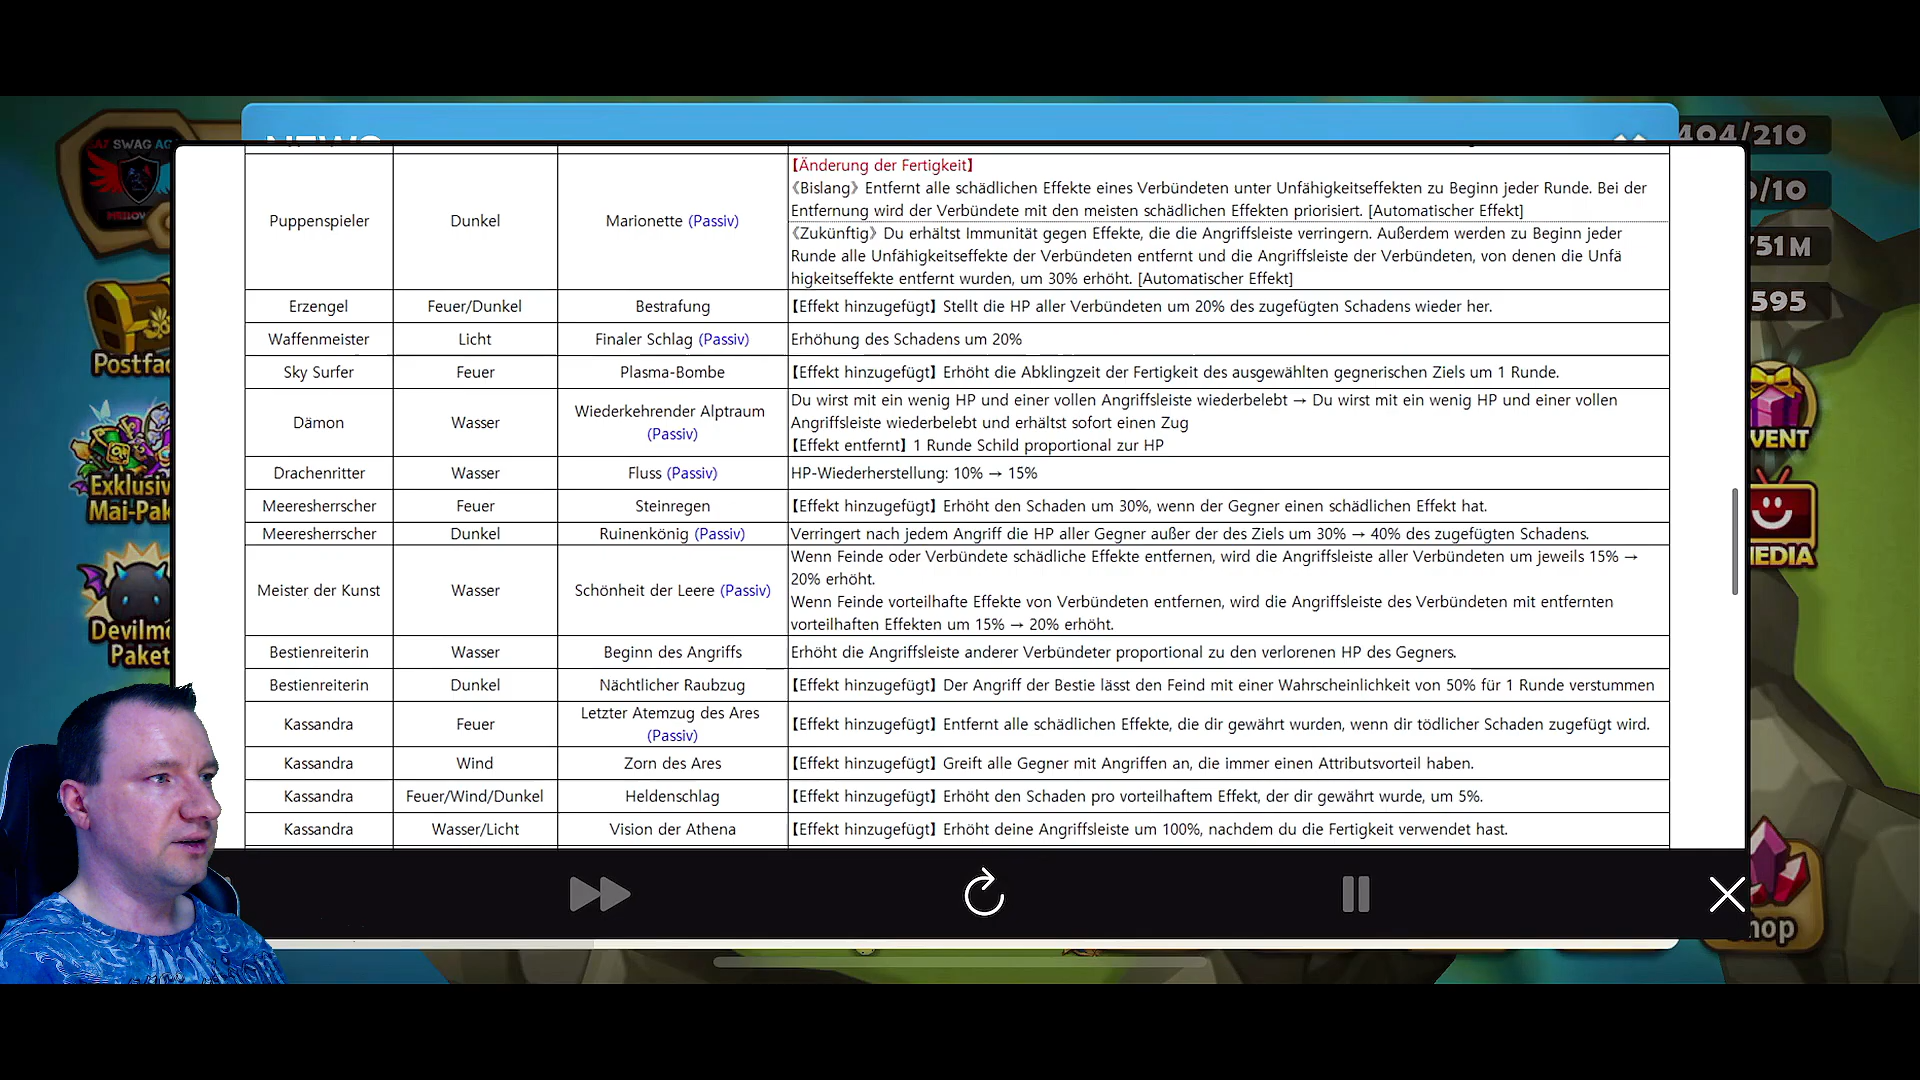 SWAG
404/210
/10
751M
595
【Änderung der Fertigkeit】
《Bislang》 Entfernt alle schädlichen Effekte eines Verbündeten unter Unfähigkeitseffekten zu Beginn jeder Runde. Bei der
Entfernung wird der Verbündete mit den meisten schädlichen Effekten priorisiert. [Automatischer Effekt]
Puppenspieler Dunkel Marionette (Passiv)
《Zukünftig》 Du erhältst Immunität gegen Effekte, die die Angriffsleiste verringern. Außerdem werden zu Beginn jeder
Runde alle Unfähigkeitseffekte der Verbündeten entfernt und die Angriffsleiste der Verbündeten, von denen die Unfä
higkeitseffekte entfernt wurden, um 30% erhöht. [Automatischer Effekt]
Erzengel Feuer/Dunkel Bestrafung 【Effekt hinzugefügt】 Stellt die HP aller Verbündeten um 20% des zugefügten Schadens wieder her.
Waffenmeister Licht Finaler Schlag (Passiv) Erhöhung des Schadens um 20%
Sky Surfer Feuer Plasma-Bombe 【Effekt hinzugefügt】 Erhöht die Abklingzeit der Fertigkeit des ausgewählten gegnerischen Ziels um 1 Runde.
Dämon Wasser Wiederkehrender Alptraum
(Passiv)
Du wirst mit ein wenig HP und einer vollen Angriffsleiste wiederbelebt → Du wirst mit ein wenig HP und einer vollen
Angriffsleiste wiederbelebt und erhältst sofort einen Zug
【Effekt entfernt】 1 Runde Schild proportional zur HP
Drachenritter Wasser Fluss (Passiv) HP-Wiederherstellung: 10% → 15%
Meeresherrscher Feuer Steinregen 【Effekt hinzugefügt】 Erhöht den Schaden um 30%, wenn der Gegner einen schädlichen Effekt hat.
Meeresherrscher Dunkel Ruinenkönig (Passiv) Verringert nach jedem Angriff die HP aller Gegner außer der des Ziels um 30% → 40% des zugefügten Schadens.
Meister der Kunst Wasser Schönheit der Leere (Passiv)
Wenn Feinde oder Verbündete schädliche Effekte entfernen, wird die Angriffsleiste aller Verbündeten um jeweils 15% →
20% erhöht.
Wenn Feinde vorteilhafte Effekte von Verbündeten entfernen, wird die Angriffsleiste des Verbündeten mit entfernten
vorteilhaften Effekten um 15% → 20% erhöht.
Bestienreiterin Wasser Beginn des Angriffs Erhöht die Angriffsleiste anderer Verbündeter proportional zu den verlorenen HP des Gegners.
Bestienreiterin Dunkel Nächtlicher Raubzug 【Effekt hinzugefügt】 Der Angriff der Bestie lässt den Feind mit einer Wahrscheinlichkeit von 50% für 1 Runde verstummen
Kassandra Feuer Letzter Atemzug des Ares
(Passiv)
【Effekt hinzugefügt】 Entfernt alle schädlichen Effekte, die dir gewährt wurden, wenn dir tödlicher Schaden zugefügt wird.
Kassandra Wind Zorn des Ares 【Effekt hinzugefügt】 Greift alle Gegner mit Angriffen an, die immer einen Attributsvorteil haben.
Kassandra Feuer/Wind/Dunkel Heldenschlag 【Effekt hinzugefügt】 Erhöht den Schaden pro vorteilhaftem Effekt, der dir gewährt wurde, um 5%.
Kassandra Wasser/Licht Vision der Athena 【Effekt hinzugefügt】 Erhöht deine Angriffsleiste um 100%, nachdem du die Fertigkeit verwendet hast.
Postfac
Exklusiv
Mai-Pak
Devilmo
Paket
VENT
MEDIA
hop